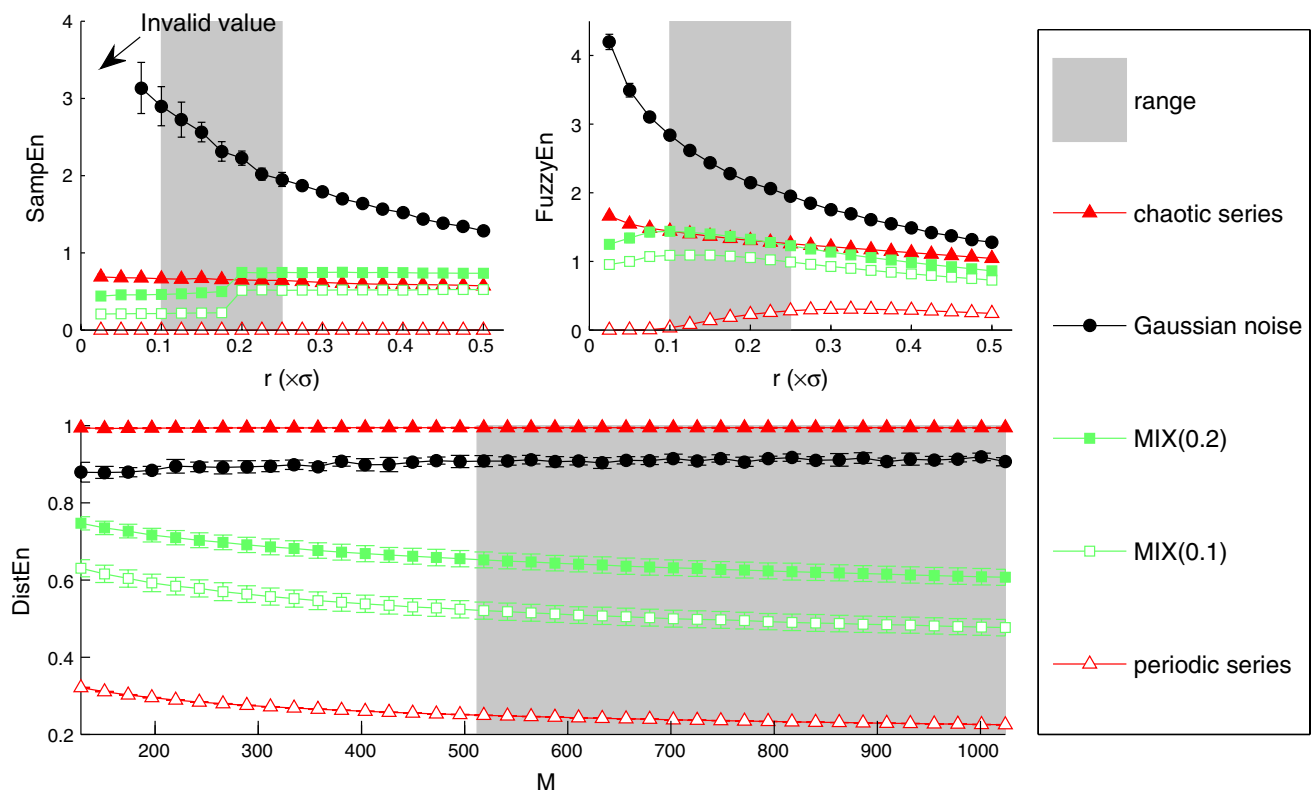 Invalid value
4
3
2
1
0
SampEn
0
0.1
0.2
0.3
0.4
0.5
r (×σ)
4
2
0
FuzzyEn
0
0.1
0.2
0.3
0.4
0.5
r (×σ)
1
0.8
0.6
0.4
0.2
DistEn
200
300
400
500
600
700
800
900
1000
M
range
chaotic series
Gaussian noise
MIX(0.2)
MIX(0.1)
periodic series